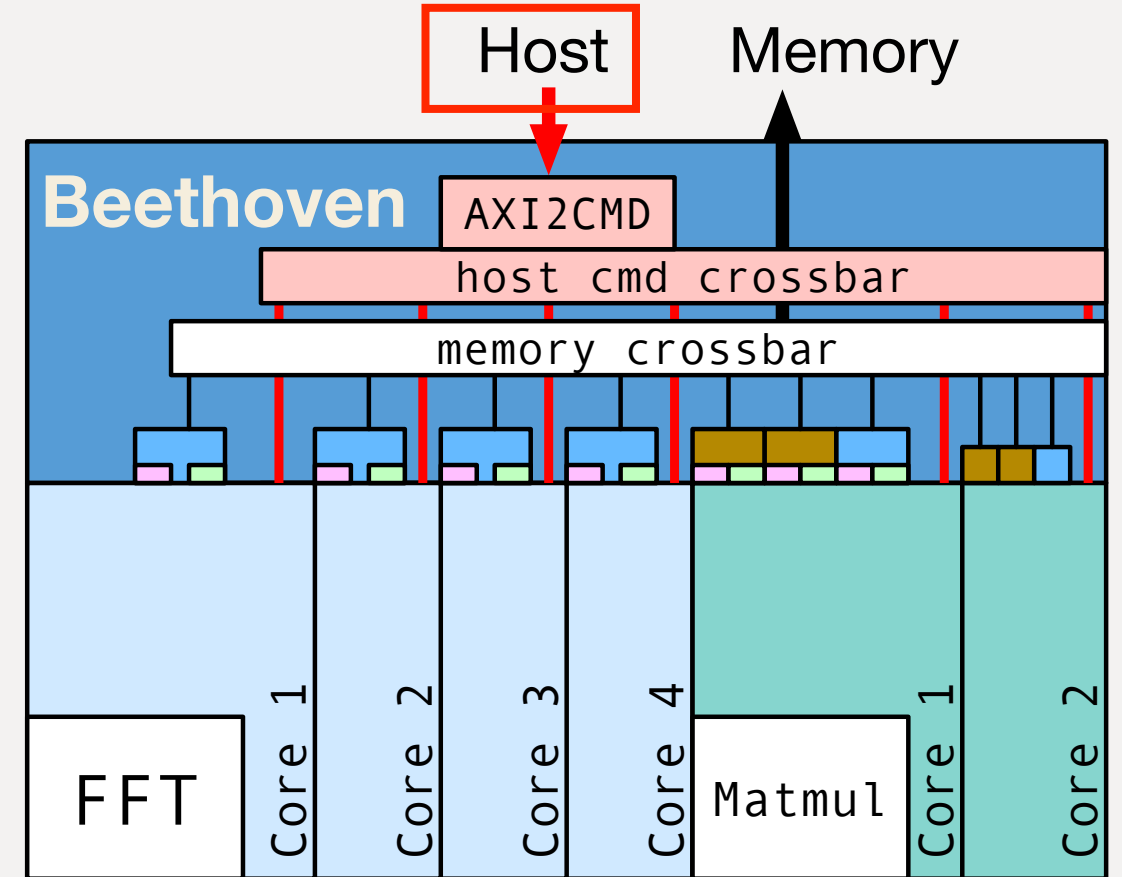 Host Memory
Beethoven
AXI2CMD
host cmd crossbar
memory crossbar
Core 1
Core 2
Core 3
Core 4
Core 1
Core 2
FFT
Matmul